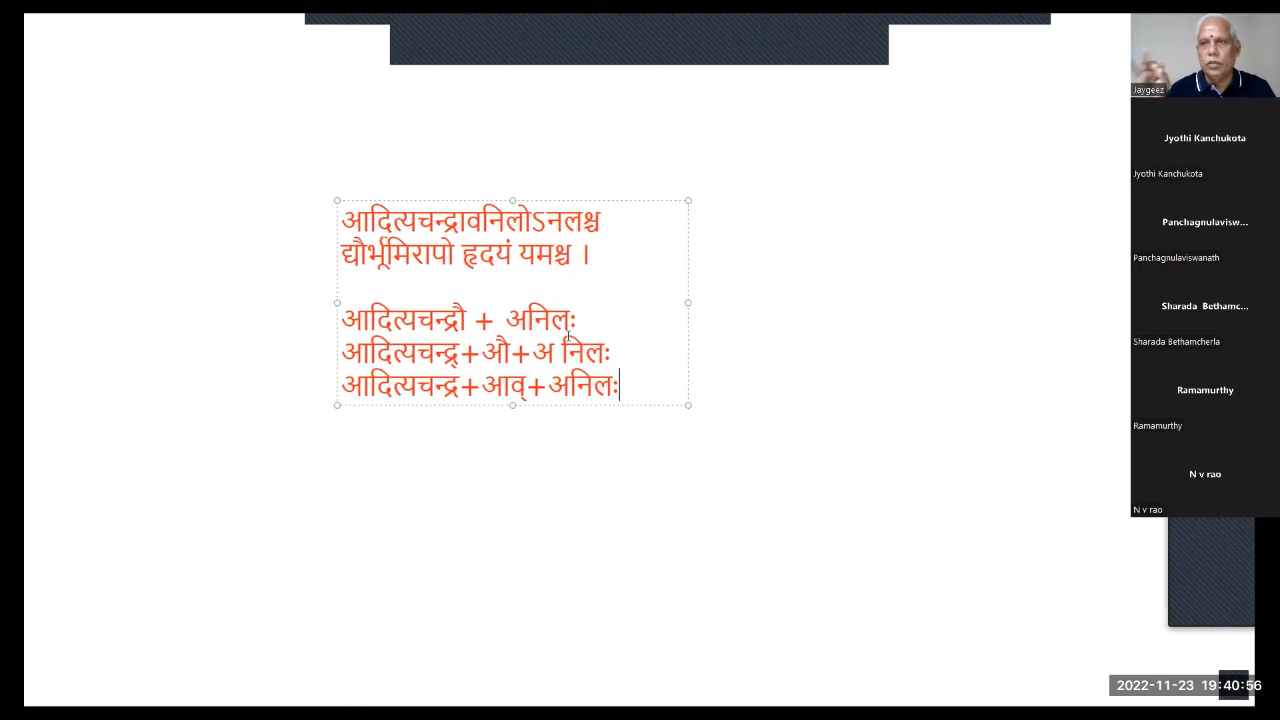 आदित्यचन्द्रावनिलोऽनलश्च
द्यौर्भूमिरापो हृदयं यमश्च ।
आदित्यचन्द्रौ + अनिलः
आदित्यचन्द्र्+औ+अ निलः
आदित्यचन्द्र+आव्+अनिलः
Jaygeez
Jyothi Kanchukota
Jyothi Kanchukota
Panchagnulavisw...
Panchagnulaviswanath
Sharada Bethamc...
Sharada Bethamcherla
Ramamurthy
Ramamurthy
N v rao
N v rao
2022-11-23 19:40:56